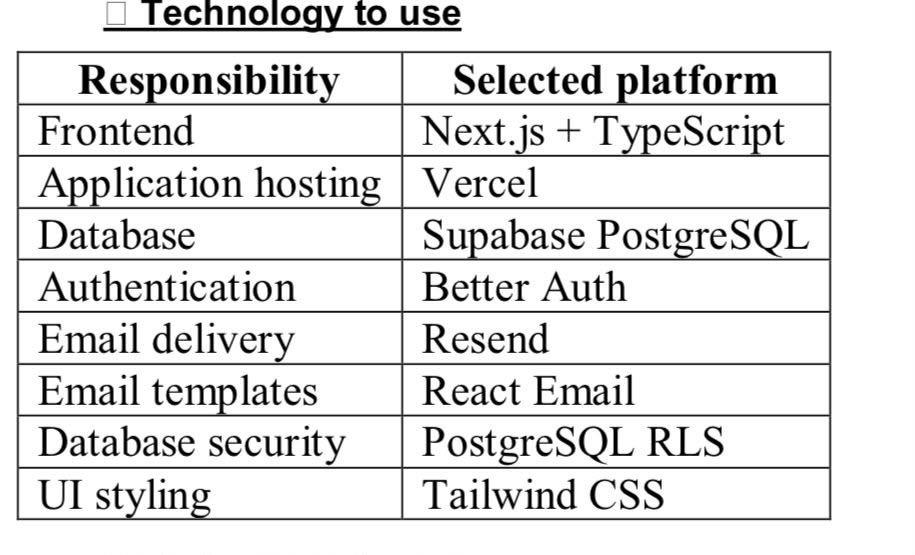 Technology to use
Responsibility Selected platform
Frontend Next.js + TypeScript
Application hosting Vercel
Database Supabase PostgreSQL
Authentication Better Auth
Email delivery Resend
Email templates React Email
Database security PostgreSQL RLS
UI styling Tailwind CSS